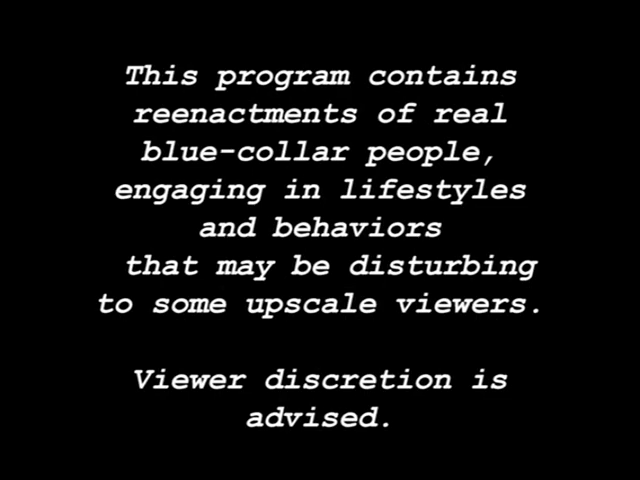 This program contains
reenactments of real
blue-collar people,
engaging in lifestyles
and behaviors
that may be disturbing
to some upscale viewers.
Viewer discretion is
advised.